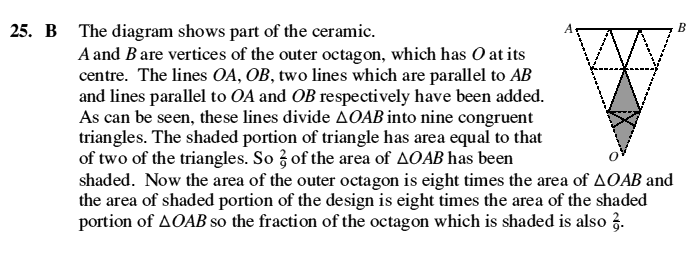 25. B The diagram shows part of the ceramic.
A and B are vertices of the outer octagon, which has O at its
centre. The lines OA, OB, two lines which are parallel to AB
and lines parallel to OA and OB respectively have been added.
As can be seen, these lines divide △OAB into nine congruent
triangles. The shaded portion of triangle has area equal to that
of two of the triangles. So 2/9 of the area of △OAB has been
shaded. Now the area of the outer octagon is eight times the area of △OAB and
the area of shaded portion of the design is eight times the area of the shaded
portion of △OAB so the fraction of the octagon which is shaded is also 2/9.
A
B
O